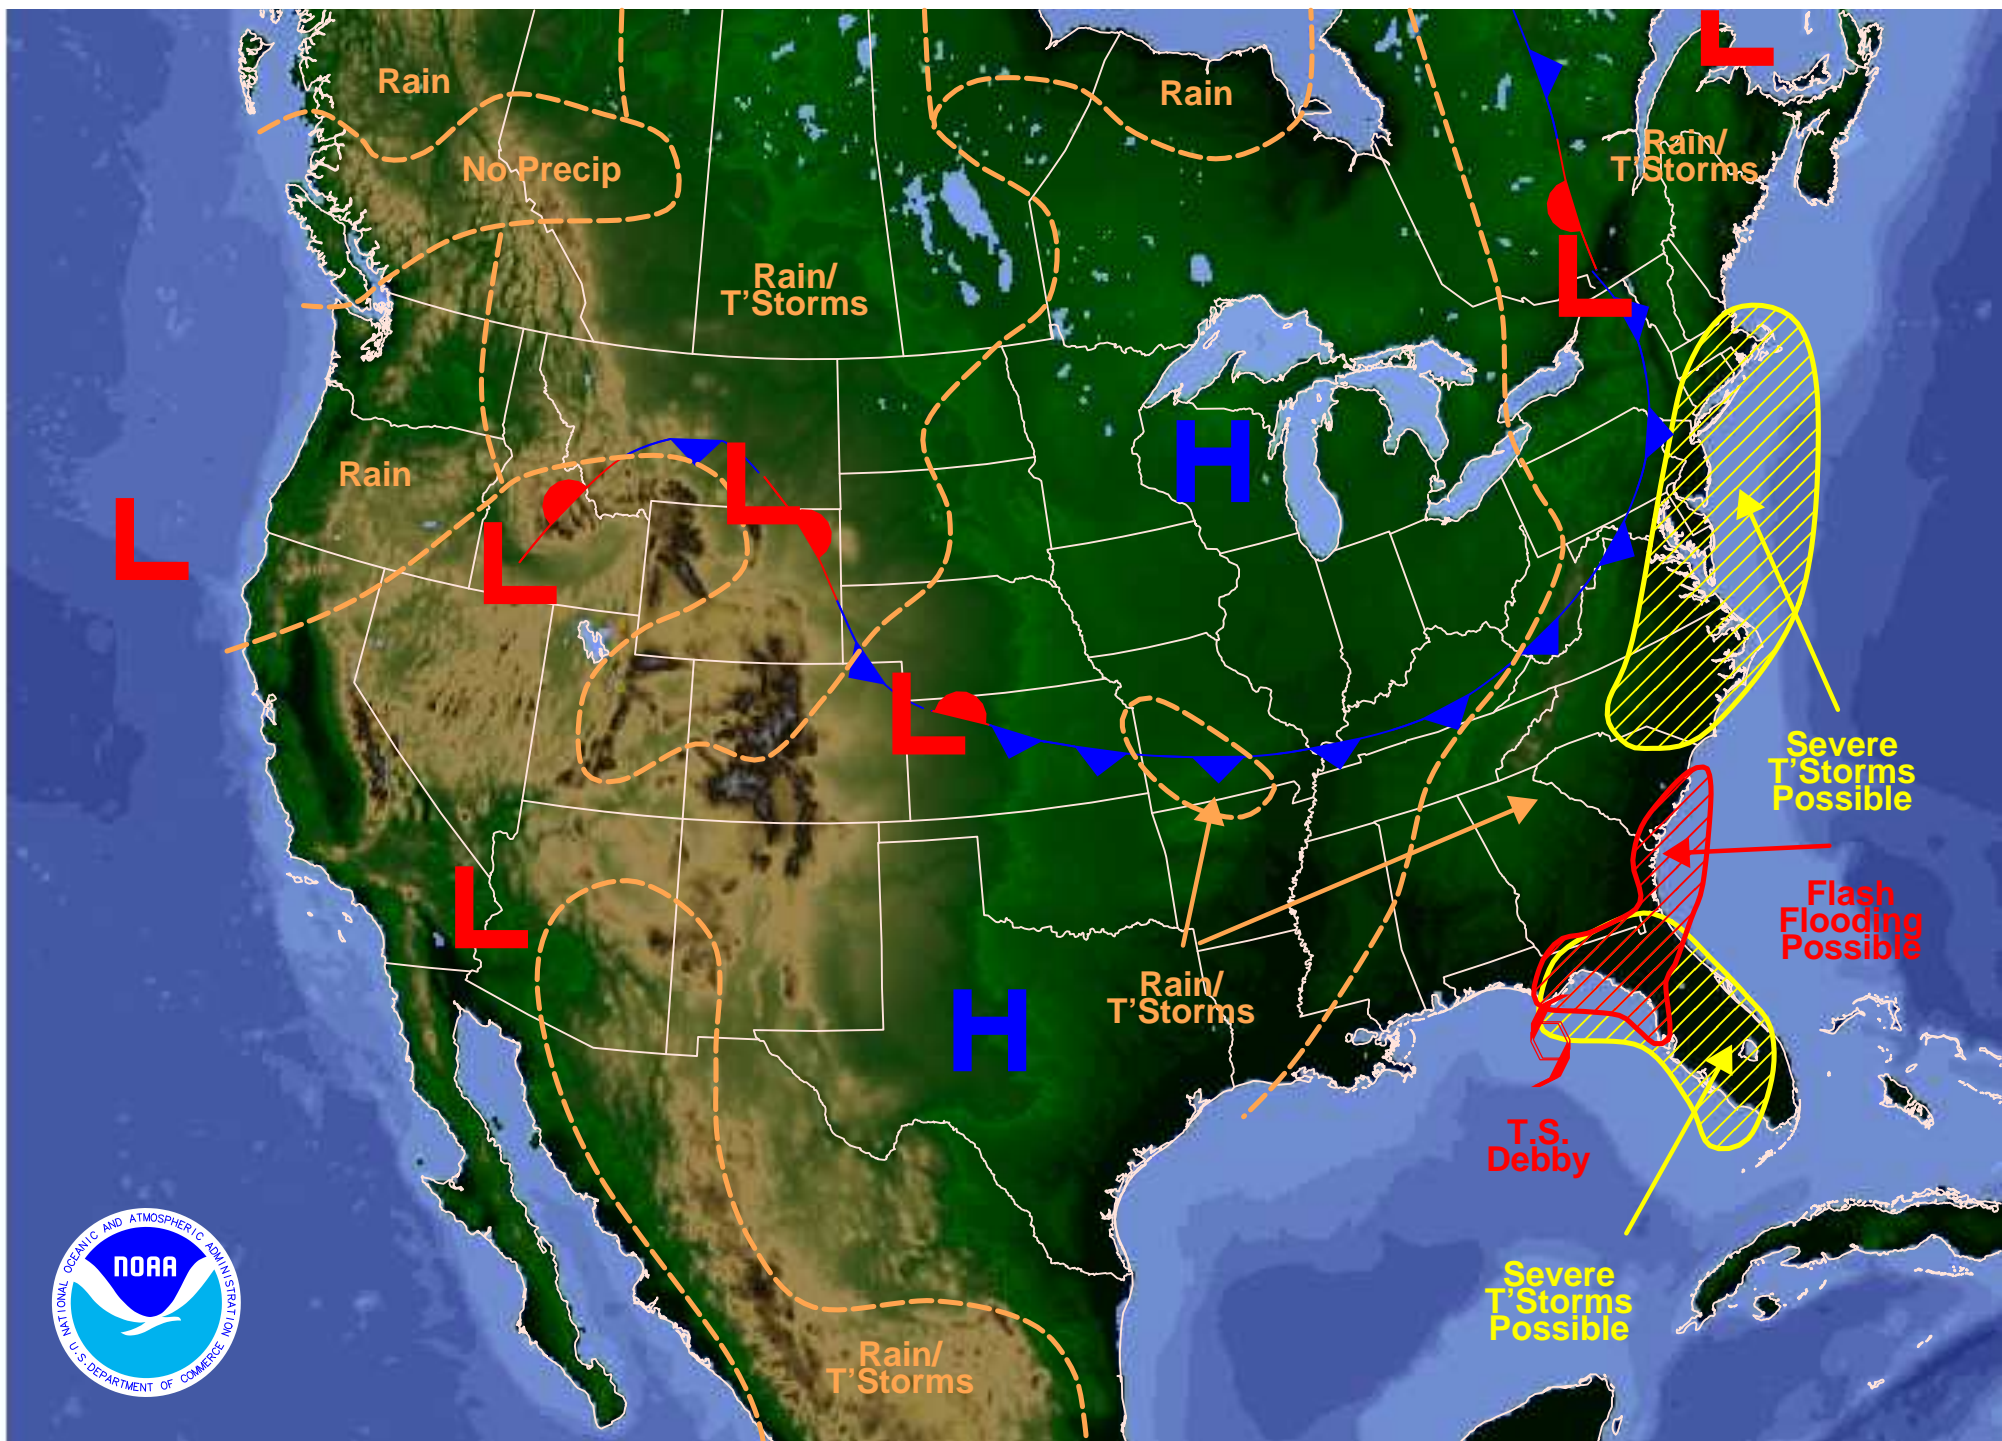 L
Rain
Rain
Rain/
T'Storms
No Precip
Rain/
T'Storms
L
H
L
Rain
L
L
L
Severe
T'Storms
Possible
L
Flash
Flooding
Possible
Rain/
T'Storms
H
T.S.
Debby
Severe
T'Storms
Possible
Rain/
T'Storms
NATIONAL OCEANIC AND ATMOSPHERIC ADMINISTRATION
NOAA
U.S. DEPARTMENT OF COMMERCE